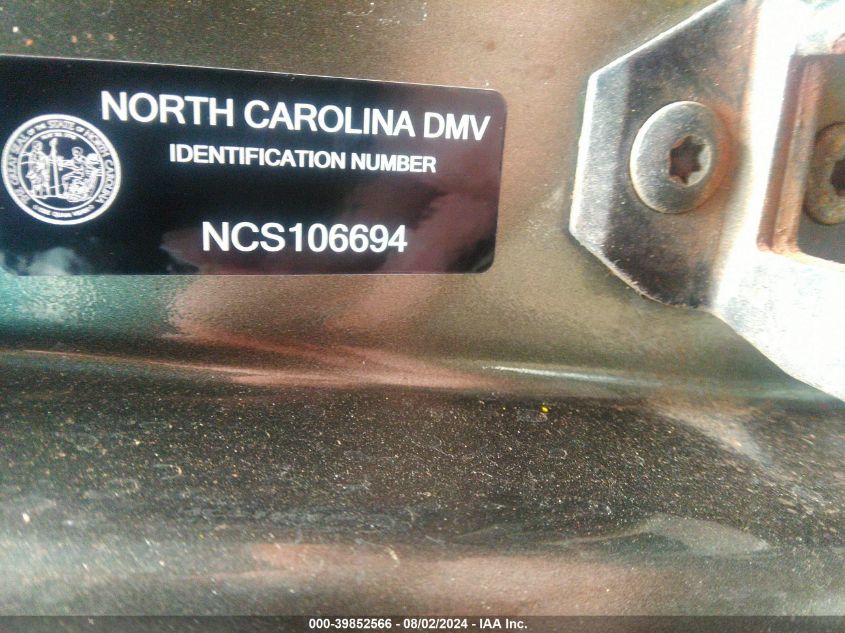 NORTH CAROLINA DMV
IDENTIFICATION NUMBER
NCS106694
000-39852566 - 08/02/2024 - IAA Inc.